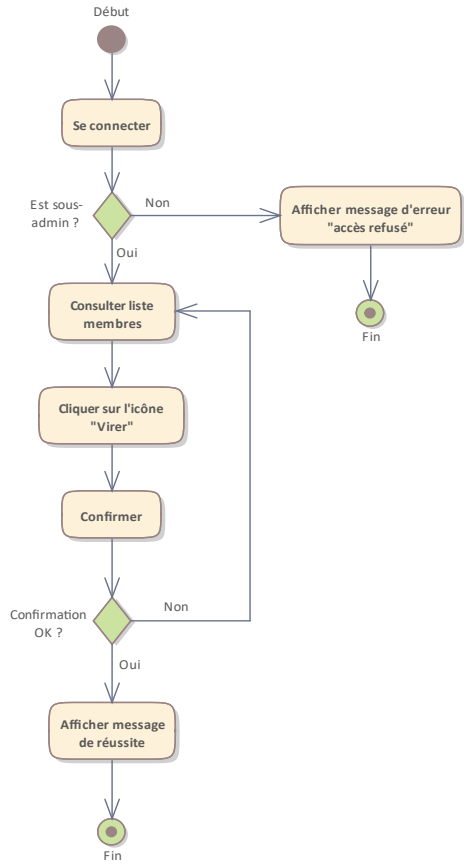 Début
Se connecter
Est sous-
admin ?
Non
Afficher message d'erreur
"accès refusé"
Oui
Fin
Consulter liste
membres
Cliquer sur l'icône
"Virer"
Confirmer
Confirmation
OK ?
Non
Oui
Afficher message
de réussite
Fin